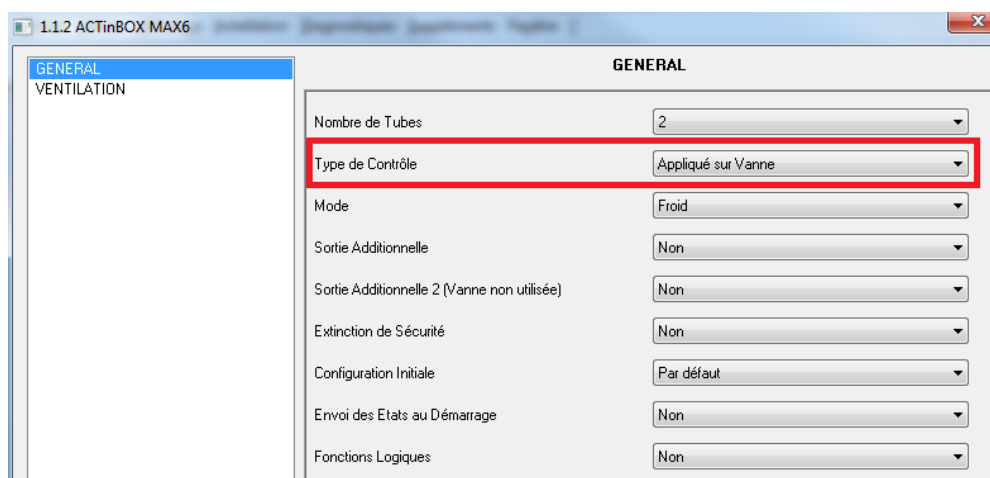 1.1.2 ACTinBOX MAX6
GENERAL
VENTILATION
GENERAL
Nombre de Tubes 2
Type de Contrôle Appliqué sur Vanne
Mode Froid
Sortie Additionnelle Non
Sortie Additionnelle 2 (Vanne non utilisée) Non
Extinction de Sécurité Non
Configuration Initiale Par défaut
Envoi des Etats au Démarrage Non
Fonctions Logiques Non